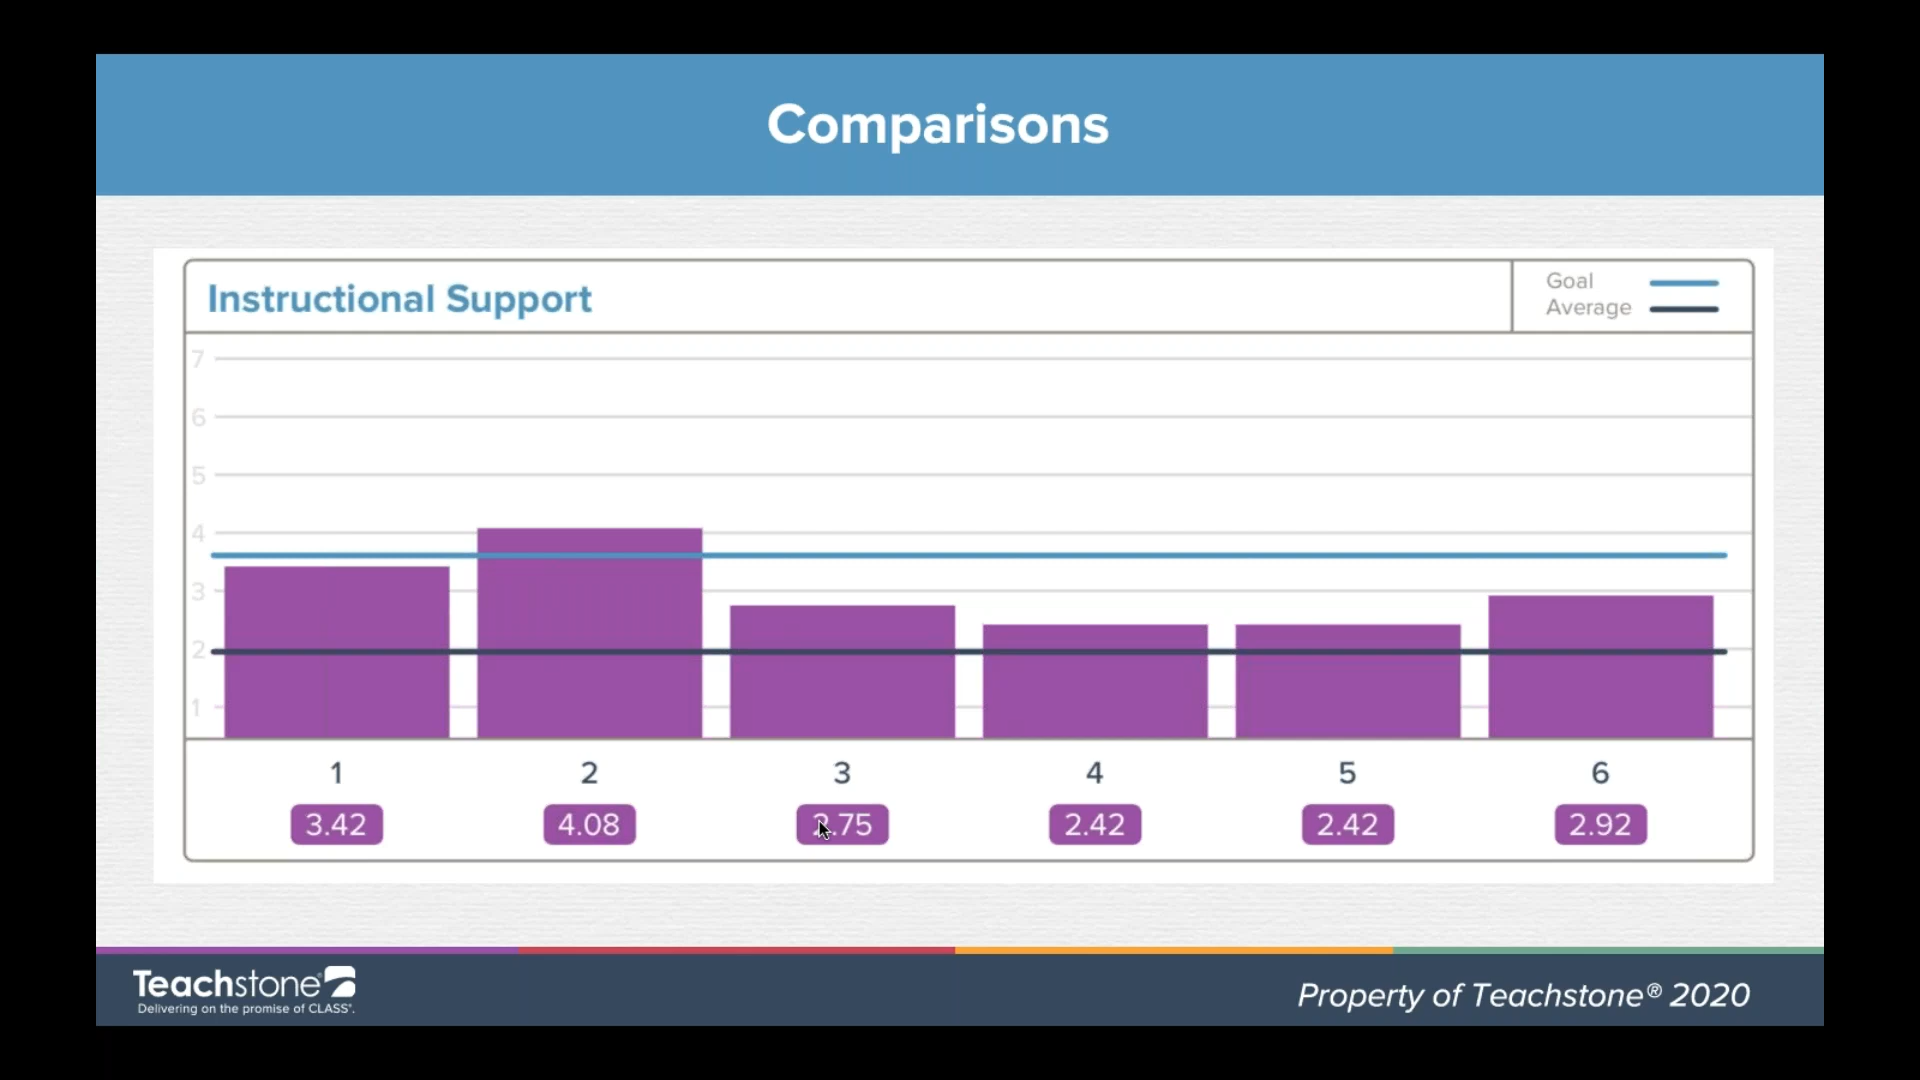 Comparisons
Instructional Support
Goal
Average
7
6
5
4
3
2
1
1 2 3 4 5 6
3.42 4.08 2.75 2.42 2.42 2.92
Teachstone®
Delivering on the promise of CLASS®.
Property of Teachstone® 2020